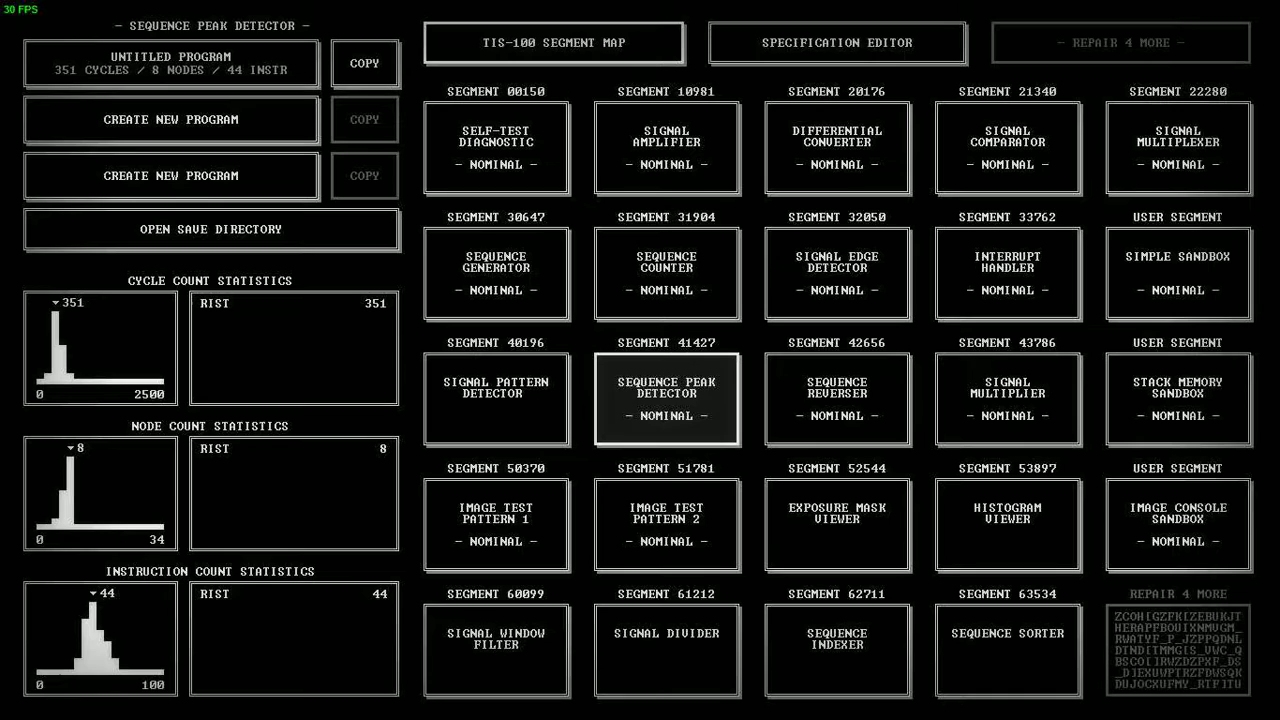 30 FPS
— SEQUENCE PEAK DETECTOR —
UNTITLED PROGRAM
351 CYCLES / 8 NODES / 44 INSTR
COPY
CREATE NEW PROGRAM
COPY
CREATE NEW PROGRAM
COPY
OPEN SAVE DIRECTORY
CYCLE COUNT STATISTICS
351
0 2500
RIST 351
NODE COUNT STATISTICS
8
0 34
RIST 8
INSTRUCTION COUNT STATISTICS
44
0 100
RIST 44
TIS-100 SEGMENT MAP
SPECIFICATION EDITOR
— REPAIR 4 MORE —
SEGMENT 00150
SELF-TEST
DIAGNOSTIC
— NOMINAL —
SEGMENT 10981
SIGNAL
AMPLIFIER
— NOMINAL —
SEGMENT 20176
DIFFERENTIAL
CONVERTER
— NOMINAL —
SEGMENT 21340
SIGNAL
COMPARATOR
— NOMINAL —
SEGMENT 22280
SIGNAL
MULTIPLEXER
— NOMINAL —
SEGMENT 30647
SEQUENCE
GENERATOR
— NOMINAL —
SEGMENT 31904
SEQUENCE
COUNTER
— NOMINAL —
SEGMENT 32050
SIGNAL EDGE
DETECTOR
— NOMINAL —
SEGMENT 33762
INTERRUPT
HANDLER
— NOMINAL —
USER SEGMENT
SIMPLE SANDBOX
— NOMINAL —
SEGMENT 40196
SIGNAL PATTERN
DETECTOR
SEGMENT 41427
SEQUENCE PEAK
DETECTOR
— NOMINAL —
SEGMENT 42656
SEQUENCE
REVERSER
— NOMINAL —
SEGMENT 43786
SIGNAL
MULTIPLIER
— NOMINAL —
USER SEGMENT
STACK MEMORY
SANDBOX
— NOMINAL —
SEGMENT 50370
IMAGE TEST
PATTERN 1
— NOMINAL —
SEGMENT 51781
IMAGE TEST
PATTERN 2
— NOMINAL —
SEGMENT 52544
EXPOSURE MASK
VIEWER
SEGMENT 53897
HISTOGRAM
VIEWER
USER SEGMENT
IMAGE CONSOLE
SANDBOX
— NOMINAL —
SEGMENT 60099
SIGNAL WINDOW
FILTER
SEGMENT 61212
SIGNAL DIVIDER
SEGMENT 62711
SEQUENCE
INDEXER
SEGMENT 63534
SEQUENCE SORTER
REPAIR 4 MORE